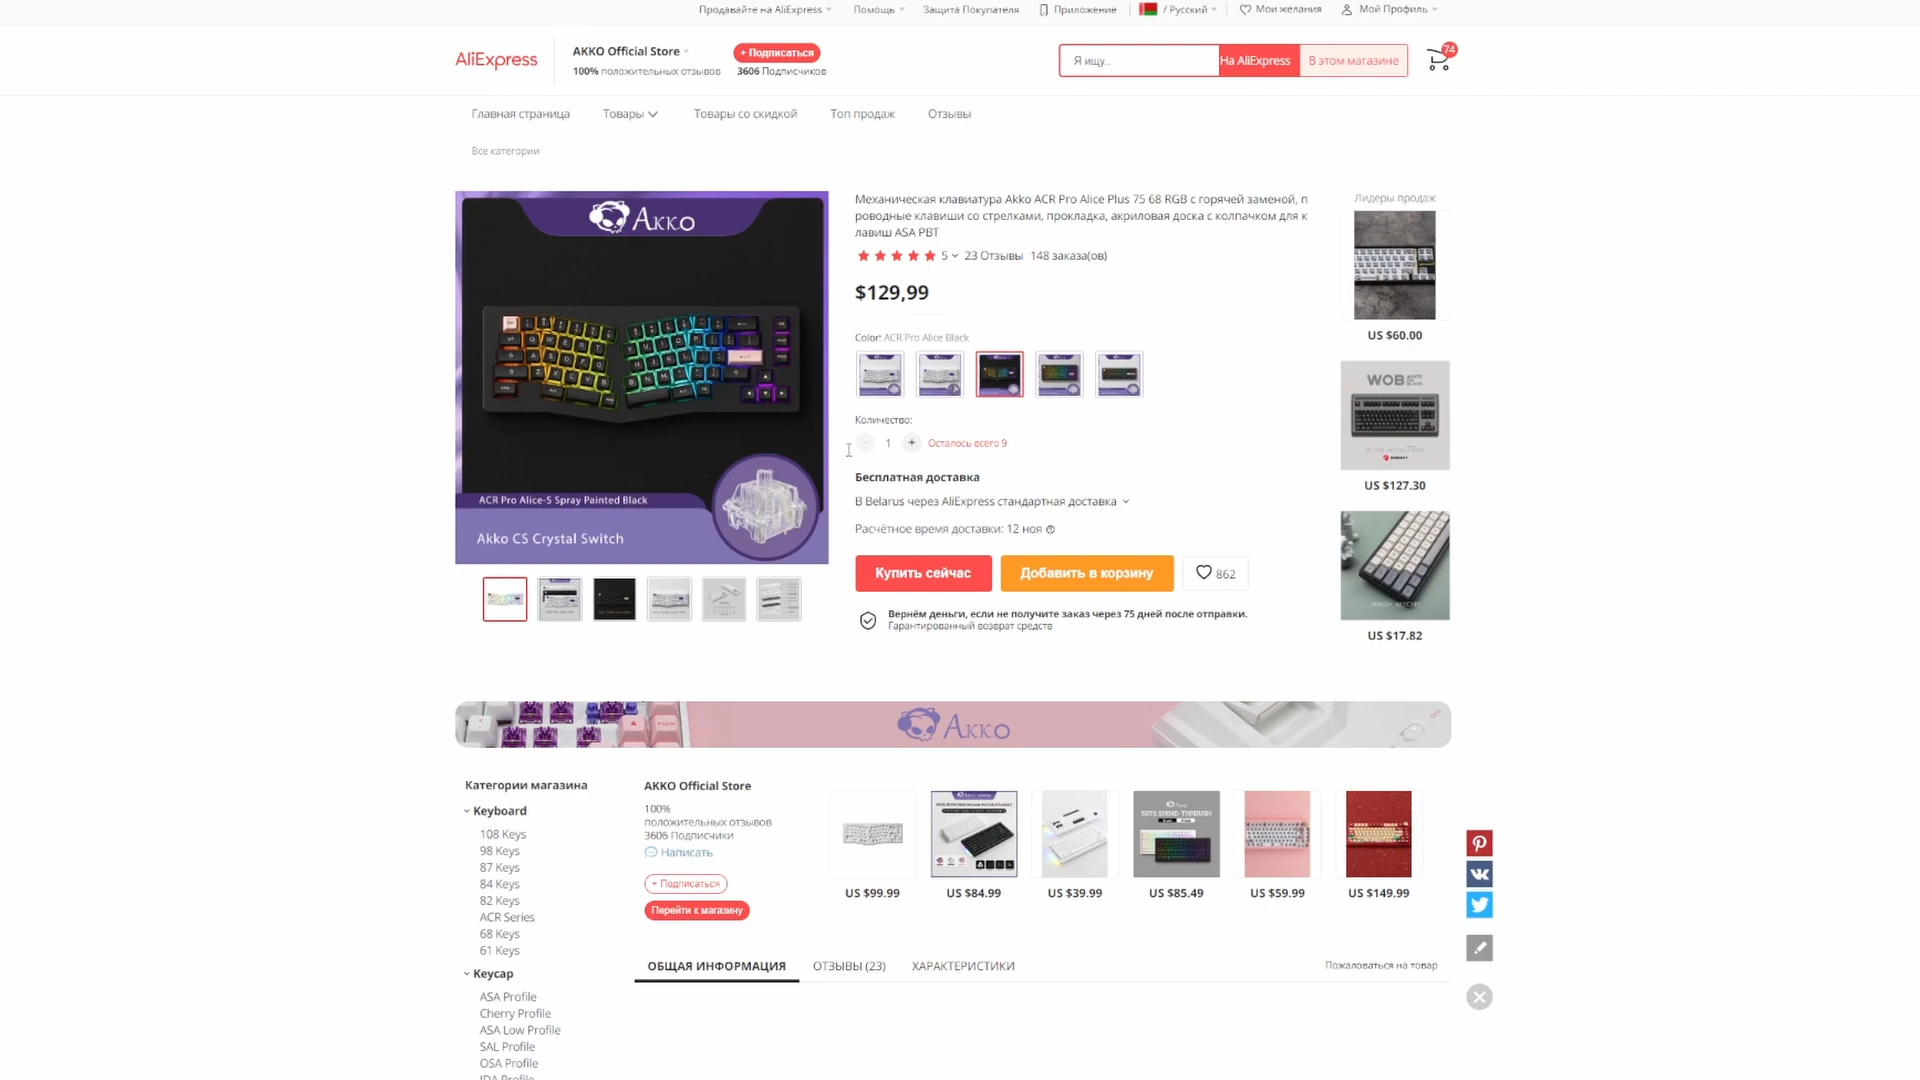 Продавайте на AliExpress
Помощь
Защита Покупателя
Приложение
/ Русский
Мои желания
Мой Профиль
AliExpress
AKKO Official Store
100% положительных отзывов
+ Подписаться
3606 Подписчиков
Я ищу..
На AliExpress
В этом магазине
74
Главная страница
Товары
Товары со скидкой
Топ продаж
Отзывы
Все категории
AKKO
ACR Pro Alice-S Spray Painted Black
Akko CS Crystal Switch
Механическая клавиатура Akko ACR Pro Alice Plus 75 68 RGB с горячей заменой, п
роводные клавиши со стрелками, прокладка, акриловая доска с колпачком для к
лавиш ASA PBT
5
23 Отзывы
148 заказа(ов)
$129,99
Color: ACR Pro Alice Black
Количество:
1
+
Осталось всего 9
Бесплатная доставка
В Belarus через AliExpress стандартная доставка
Расчётное время доставки: 12 ноя
Купить сейчас
Добавить в корзину
862
Вернём деньги, если не получите заказ через 75 дней после отправки.
Гарантированный возврат средств
Лидеры продаж
US $60.00
WOB
US $127.30
US $17.82
AKKO
Категории магазина
Keyboard
108 Keys
98 Keys
87 Keys
84 Keys
82 Keys
ACR Series
68 Keys
61 Keys
Keycap
ASA Profile
Cherry Profile
ASA Low Profile
SAL Profile
OSA Profile
JDA Profile
AKKO Official Store
100%
положительных отзывов
3606 Подписчики
Написать
+ Подписаться
Перейти к магазину
US $99.99
US $84.99
US $39.99
Akko
5075 SHINE-THROUGH
US $85.49
US $59.99
US $149.99
ОБЩАЯ ИНФОРМАЦИЯ
ОТЗЫВЫ (23)
ХАРАКТЕРИСТИКИ
Пожаловаться на товар